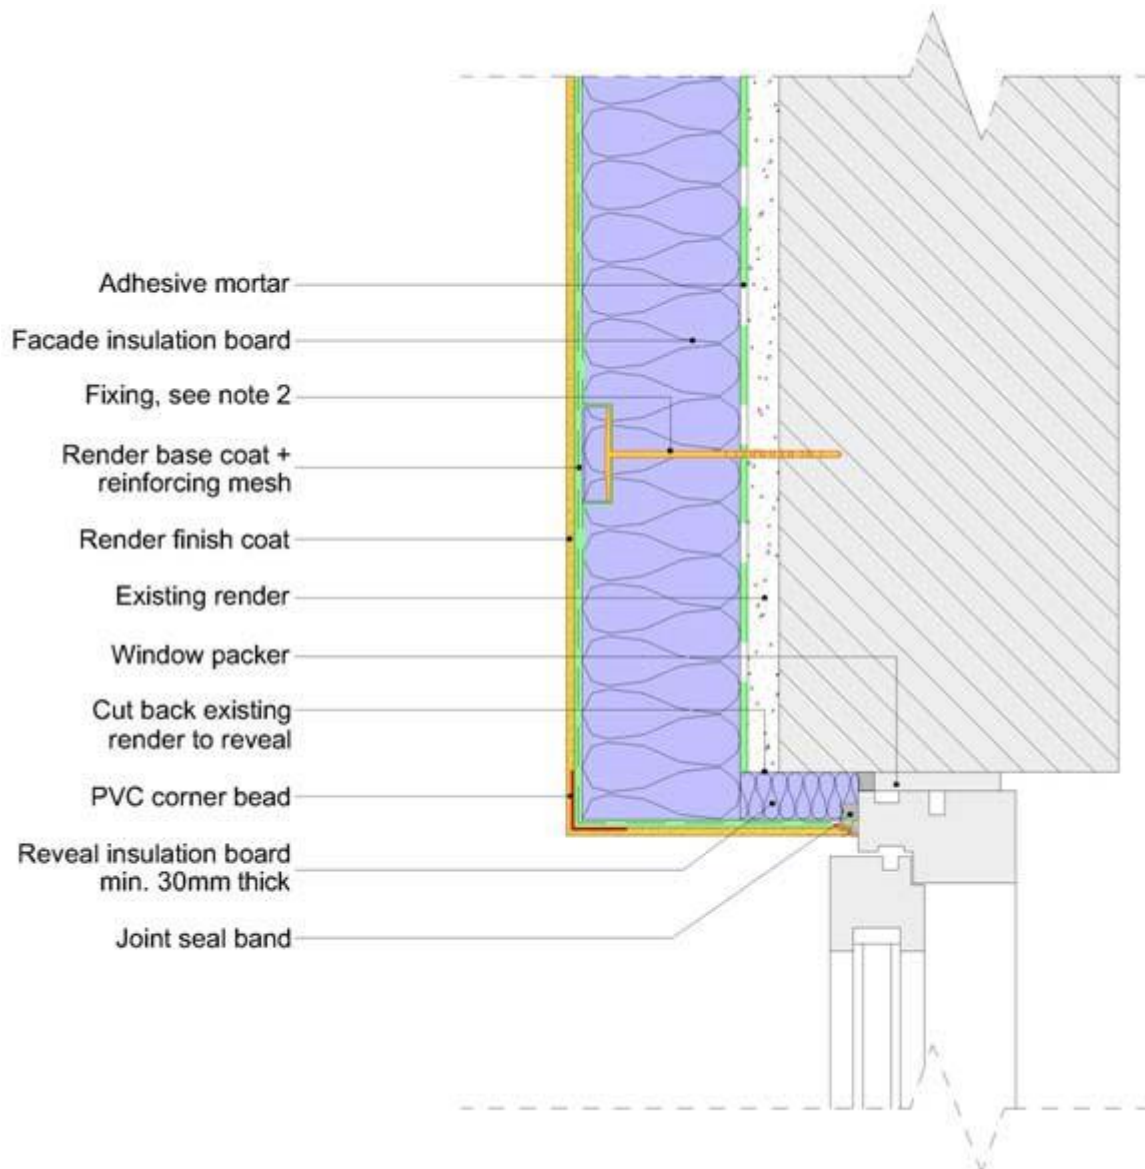 Adhesive mortar
Facade insulation board
Fixing, see note 2
Render base coat +
reinforcing mesh
Render finish coat
Existing render
Window packer
Cut back existing
render to reveal
PVC corner bead
Reveal insulation board
min. 30mm thick
Joint seal band